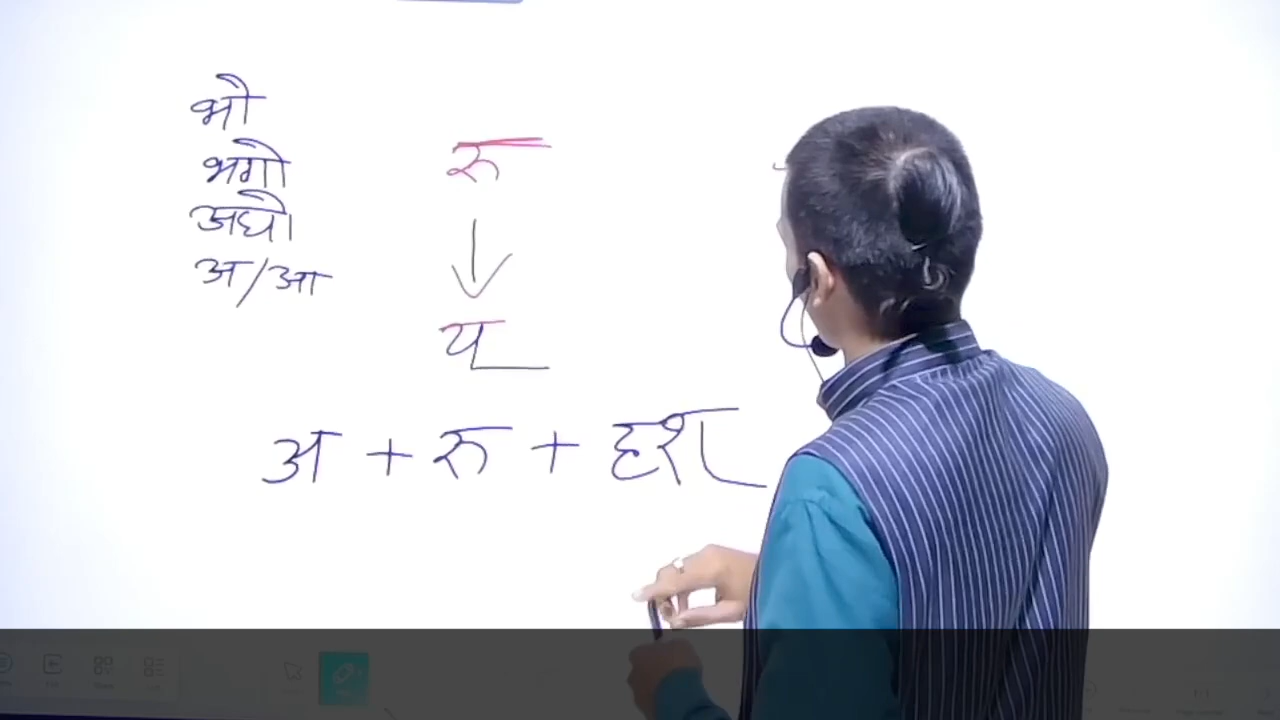 भो
भगो
अघो
अ/आ
रु
य्
अ + रु + हश्